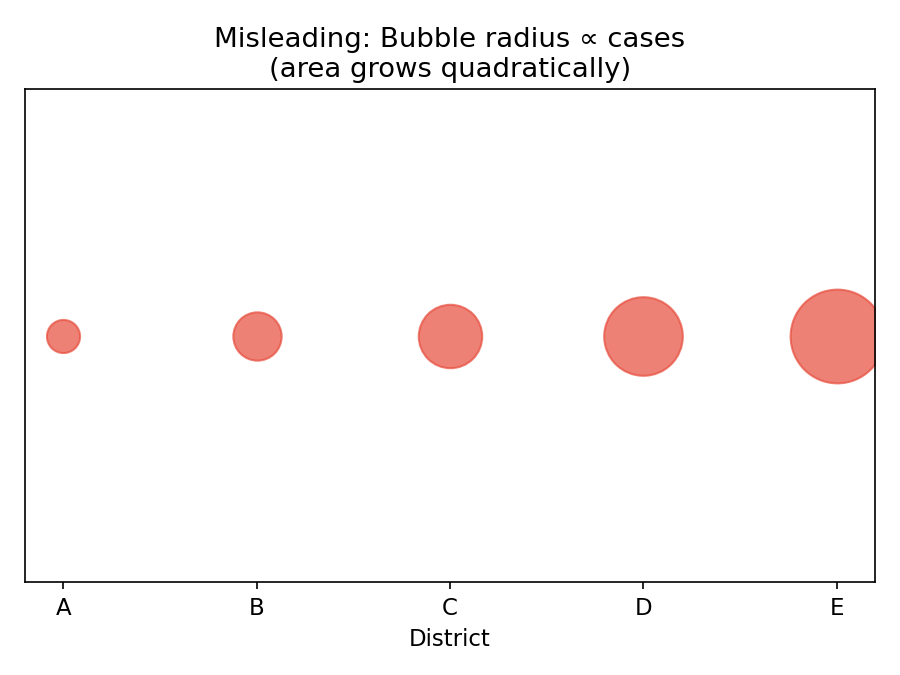 Misleading: Bubble radius ∝ cases
(area grows quadratically)
A B C D E
District